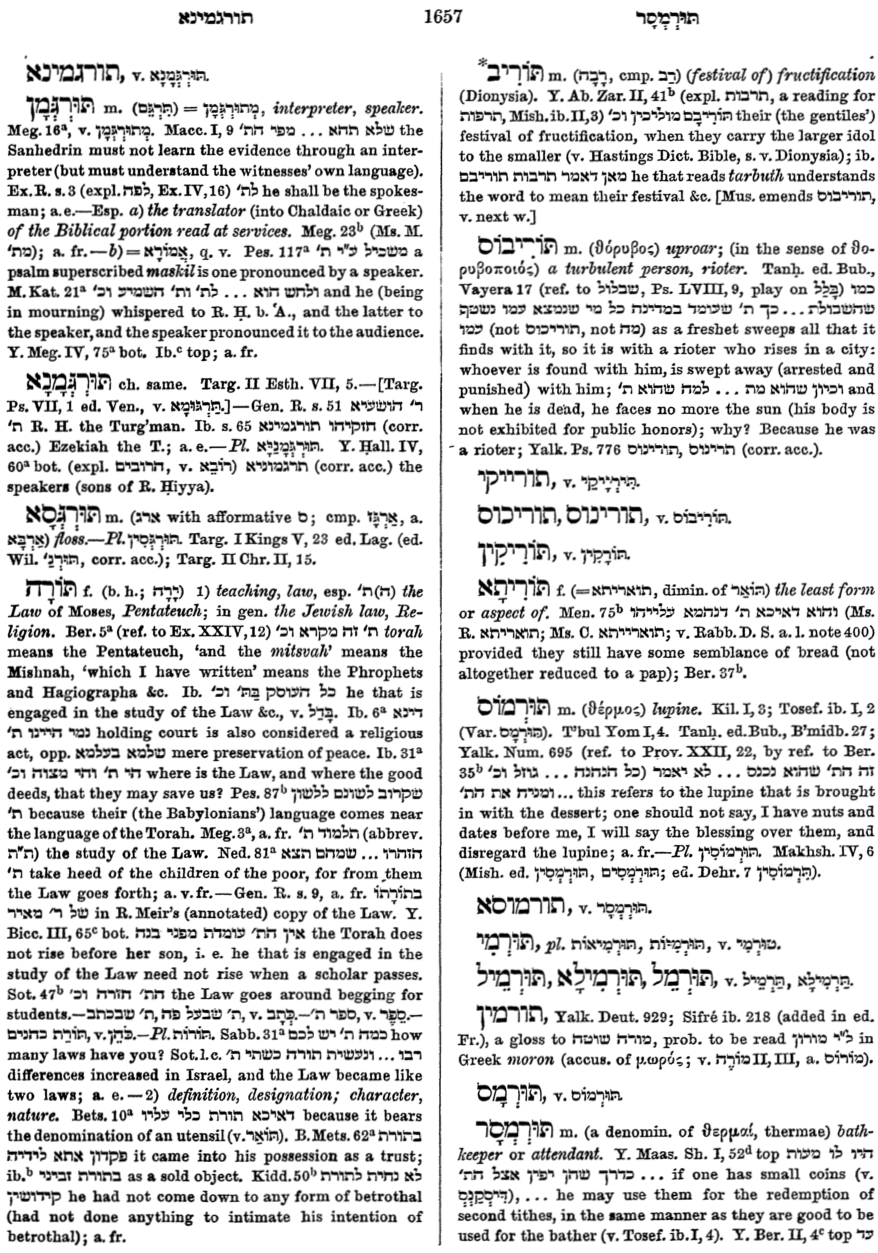 תורגמינא 1657 תּוּרְמְסָר
תורגמינא, v. תּוּרְגְּמָנָא.
תּוּרְגְּמָן m. (תַּרְגֵּם) = מְתוּרְגְּמָן, interpreter, speaker.
Meg. 16ᵃ, v. מְתוּרְגְּמָן. Macc. I, 9 שלא תהא ... מפי הת׳ the
Sanhedrin must not learn the evidence through an inter-
preter (but must understand the witnesses’ own language).
Ex. R. s. 3 (expl. לפה, Ex. IV, 16) לת׳ he shall be the spokes-
man; a. e.—Esp. a) the translator (into Chaldaic or Greek)
of the Biblical portion read at services. Meg. 23ᵇ (Ms. M.
מת׳); a. fr.—b) = אָמוֹרָא, q. v. Pes. 117ᵃ משכיל ע״י ת׳ a
psalm superscribed maskil is one pronounced by a speaker.
M. Kat. 21ᵃ ולחש הוא ... לת׳ ות׳ השמיע וכ׳ and he (being
in mourning) whispered to R. Ḥ. b. ‘A., and the latter to
the speaker, and the speaker pronounced it to the audience.
Y. Meg. IV, 75ᵃ bot. Ib.ᶜ top; a. fr.
תּוּרְגְּמָנָא ch. same. Targ. II Esth. VII, 5.—[Targ.
Ps. VII, 1 ed. Ven., v. תַּרְגּוּמָא.]—Gen. R. s. 51 ר׳ הושעיא
ת׳ R. H. the Turg’man. Ib. s. 65 חזקיהו תורגמינא (corr.
acc.) Ezekiah the T.; a. e.—Pl. תּוּרְגְּמָנַיָּא. Y. Ḥall. IV,
60ᵃ bot. (expl. חרובים, v. רוֹבָא) תרגמוניא (corr. acc.) the
speakers (sons of R. Ḥiyya).
תּוּרְגְּסָא m. (ארג with afformative ס; cmp. אַרְגָּז, a.
אַרְבָּא) floss.—Pl. תּוּרְגְּסִין. Targ. I Kings V, 23 ed. Lag. (ed.
Wil. תּוּרְגְ׳, corr. acc.); Targ. II Chr. II, 15.
תּוֹרָה f. (b. h.; יָרָה) 1) teaching, law, esp. ת׳(ה) the
Law of Moses, Pentateuch; in gen. the Jewish law, Re-
ligion. Ber. 5ᵃ (ref. to Ex. XXIV, 12) ת׳ זה מקרא וכ׳ torah
means the Pentateuch, ‘and the mitsvah’ means the
Mishnah, ‘which I have written’ means the Phrophets
and Hagiographa &c. Ib. כל העוסק בת׳ וכ׳ he that is
engaged in the study of the Law &c., v. בָּדֵל. Ib. 6ᵃ דינא
נמי היינו ת׳ holding court is also considered a religious
act, opp. שלמא בעלמא mere preservation of peace. Ib. 31ᵃ
הי ת׳ והי מצוה וכ׳ where is the Law, and where the good
deeds, that they may save us? Pes. 87ᵇ שקרוב לשונם ללשון
ת׳ because their (the Babylonians’) language comes near
the language of the Torah. Meg. 3ᵃ, a. fr. תלמוד ת׳ (abbrev.
ת״ת) the study of the Law. Ned. 81ᵃ הזהרו ... שמהם תצא
ת׳ take heed of the children of the poor, for from them
the Law goes forth; a. v. fr.—Gen. R. s. 9, a. fr. בתורתו
של ר׳ מאיר in R. Meir’s (annotated) copy of the Law. Y.
Bicc. III, 65ᶜ bot. אין הת׳ עומדת מפני בנה the Torah does
not rise before her son, i. e. he that is engaged in the
study of the Law need not rise when a scholar passes.
Sot. 47ᵇ הת׳ חזרה וכ׳ the Law goes around begging for
students.—ת׳ שבעל פה, ת׳ שבכתב, v. כְּתָב.—ספר ת׳, v. סֵפֶר.—
תורת כהנים, v. כֹּהֵן.—Pl. תּוֹרוֹת. Sabb. 31ᵃ כמה ת׳ יש לכם how
many laws have you? Sot. l. c. רבו ... ונעשית תורה כשתי ת׳
differences increased in Israel, and the Law became like
two laws; a. e.—2) definition, designation; character,
nature. Bets. 10ᵃ דאיכא תורת כלי עליו because it bears
the denomination of an utensil (v. תּוֹאַר). B. Mets. 62ᵃ בתורת
פקדון אתא לידיה it came into his possession as a trust;
ib.ᵇ בתורת זביני as a sold object. Kidd. 50ᵇ לא נחית לתורת
קידושין he had not come down to any form of betrothal
(had not done anything to intimate his intention of
betrothal); a. fr.
*תּוֹרִיב m. (רָבָה, cmp. רַב) (festival of) fructification
(Dionysia). Y. Ab. Zar. II, 41ᵇ (expl. תרבות, a reading for
תרפות, Mish. ib. II, 3) תּוֹרִיבָם מוליכין וכ׳ their (the gentiles’)
festival of fructification, when they carry the larger idol
to the smaller (v. Hastings Dict. Bible, s. v. Dionysia); ib.
מאן דאמר תרבות תוריבם he that reads tarbuth understands
the word to mean their festival &c. [Mus. emends תוריבוס,
v. next w.]
תּוֹרִיבוֹס m. (θόρυβος) uproar; (in the sense of θο-
ρυβοποιός) a turbulent person, rioter. Tanḥ. ed. Bub.,
Vayera 17 (ref. to שבלול, Ps. LVIII, 9, play on בָּלַל) כמו
שהשבולת ... כך ת׳ שעומד במדינה כל מי שנמצא עמו נשטף
עמו (not תוריכוס, not מה) as a freshet sweeps all that it
finds with it, so it is with a rioter who rises in a city:
whoever is found with him, is swept away (arrested and
punished) with him; וכיון שהוא מת ... למה שהוא ת׳ and
when he is dead, he faces no more the sun (his body is
not exhibited for public honors); why? Because he was
a rioter; Yalk. Ps. 776 תרינוס, תודינוס (corr. acc.).
תורייקי, v. תִּירְיָיקֵי.
תורינוס, תוריכוס, v. תּוֹרִיבוֹס.
תּוֹרִיקִין, v. תּוֹרָקִין.
תּוֹרִיתָא f. (=תואריתא, dimin. of תּוֹאַר) the least form
or aspect of. Men. 75ᵇ והוא דאיכא ת׳ דנהמא עלייהו (Ms.
R. תואריתא; Ms. C. תוארייתא; v. Rabb. D. S. a. l. note 400)
provided they still have some semblance of bread (not
altogether reduced to a pap); Ber. 37ᵇ.
תּוּרְמוֹס m. (θέρμος) lupine. Kil. I, 3; Tosef. ib. I, 2
(Var. תּוּרְמָס). T’bul Yom I, 4. Tanḥ. ed. Bub., B’midb. 27;
Yalk. Num. 695 (ref. to Prov. XXII, 22, by ref. to Ber.
35ᵇ כל הנהנה ... גוזל וכ׳) זה הת׳ שהוא נכנס ... לא יאמר
... ומניח את הת׳ this refers to the lupine that is brought
in with the dessert; one should not say, I have nuts and
dates before me, I will say the blessing over them, and
disregard the lupine; a. fr.—Pl. תּוּרְמוֹסִין. Makhsh. IV, 6
(Mish. ed. תּוּרְמְסִים, תּוּרְמְסִין; ed. Dehr. 7 תַּרְמוֹסִין).
תורמוסא, v. תּוּרְמְסָר.
תּוּרְמִי, pl. תּוּרְמִיּוֹת, תּוּרְמִיאוֹת, v. טוּרְמִי.
תּוּרְמַל, תּוּרְמִילָא, תּוּרְמֵיל, v. תַּרְמֵיל, תַּרְמִילָא.
תורמין, Yalk. Deut. 929; Sifré ib. 218 (added in ed.
Fr.), a gloss to מורה שוטה, prob. to be read ל״י מורון in
Greek moron (accus. of μωρός; v. מוֹרֶה II, III, a. מוֹרוֹס).
תּוּרְמָס, v. תּוּרְמוֹס.
תּוּרְמְסָר m. (a denomin. of θερμαί, thermae) bath-
keeper or attendant. Y. Maas. Sh. I, 52ᵈ top היו לו מעות
... כדרך שהן יפין אצל הת׳ if one has small coins (v.
דִּיסְקְנָס), ... he may use them for the redemption of
second tithes, in the same manner as they are good to be
used for the bather (v. Tosef. ib. I, 4). Y. Ber. II, 4ᶜ top עד